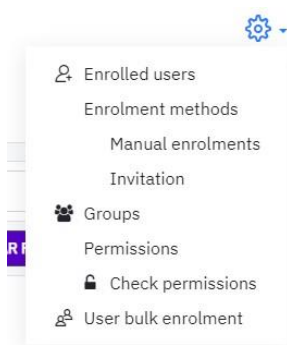 Enrolled users
Enrolment methods
Manual enrolments
Invitation
Groups
Permissions
Check permissions
User bulk enrolment